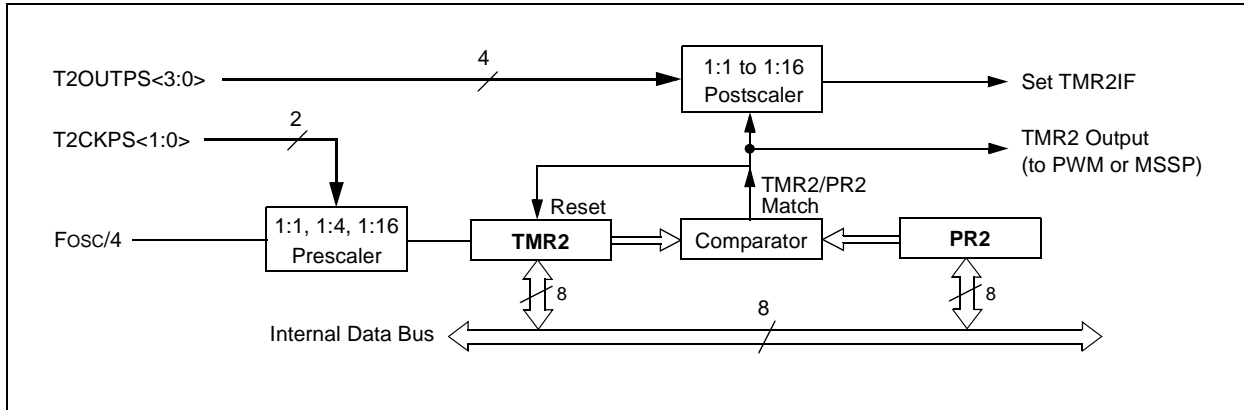 T2OUTPS<3:0>
4
1:1 to 1:16
Postscaler
Set TMR2IF
T2CKPS<1:0>
2
TMR2 Output
(to PWM or MSSP)
TMR2/PR2
Match
Reset
FOSC/4
1:1, 1:4, 1:16
Prescaler
TMR2
Comparator
PR2
8
8
8
Internal Data Bus